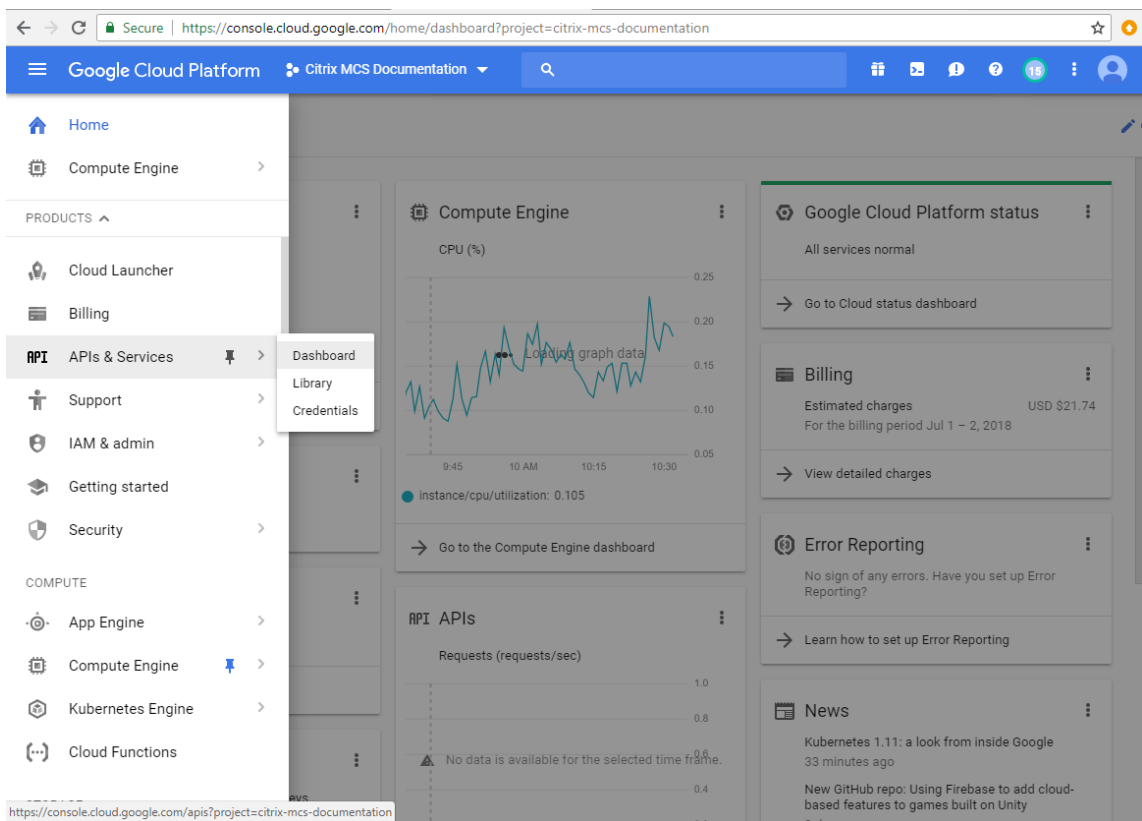 Secure | https://console.cloud.google.com/home/dashboard?project=citrix-mcs-documentation
Google Cloud Platform
Citrix MCS Documentation
15
Home
Compute Engine
PRODUCTS
Cloud Launcher
Billing
API APIs & Services
Dashboard
Library
Credentials
Support
IAM & admin
Getting started
Security
COMPUTE
App Engine
Compute Engine
Kubernetes Engine
Cloud Functions
https://console.cloud.google.com/apis?project=citrix-mcs-documentation
Compute Engine
CPU (%)
0.25
0.20
0.15
0.10
0.05
Loading graph data
9:45 10 AM 10:15 10:30
instance/cpu/utilization: 0.105
Go to the Compute Engine dashboard
API APIs
Requests (requests/sec)
1.0
0.8
0.6
0.4
No data is available for the selected time frame.
Google Cloud Platform status
All services normal
Go to Cloud status dashboard
Billing
Estimated charges USD $21.74
For the billing period Jul 1 – 2, 2018
View detailed charges
Error Reporting
No sign of any errors. Have you set up Error
Reporting?
Learn how to set up Error Reporting
News
Kubernetes 1.11: a look from inside Google
33 minutes ago
New GitHub repo: Using Firebase to add cloud-
based features to games built on Unity